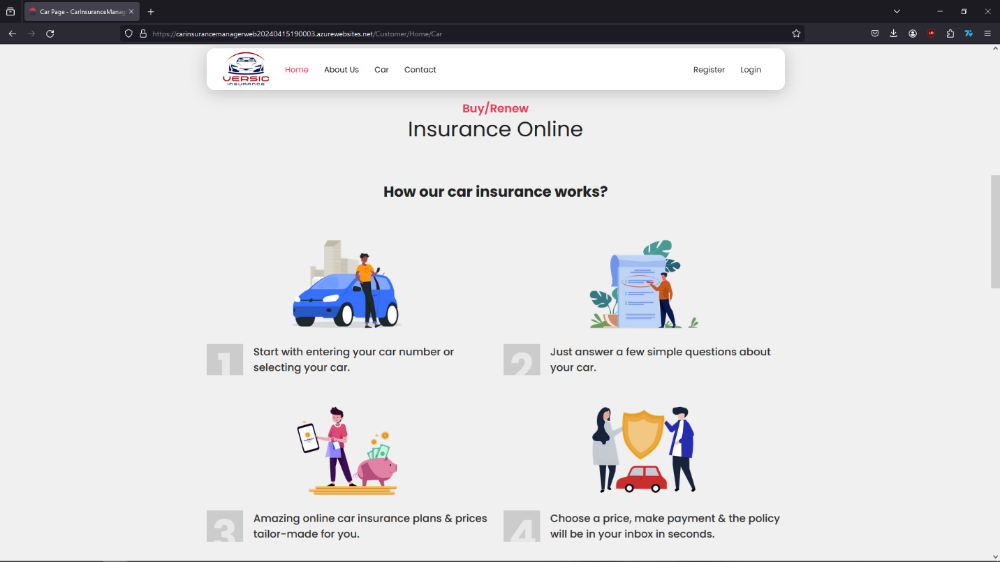 Car Page - CarInsuranceManag
https://carinsurancemanagerweb20240415190003.azurewebsites.net/Customer/Home/Car
VERSIC
INSURANCE
Home
About Us
Car
Contact
Register
Login
Buy/Renew
Insurance Online
How our car insurance works?
1
Start with entering your car number or
selecting your car.
2
Just answer a few simple questions about
your car.
3
Amazing online car insurance plans & prices
tailor-made for you.
4
Choose a price, make payment & the policy
will be in your inbox in seconds.